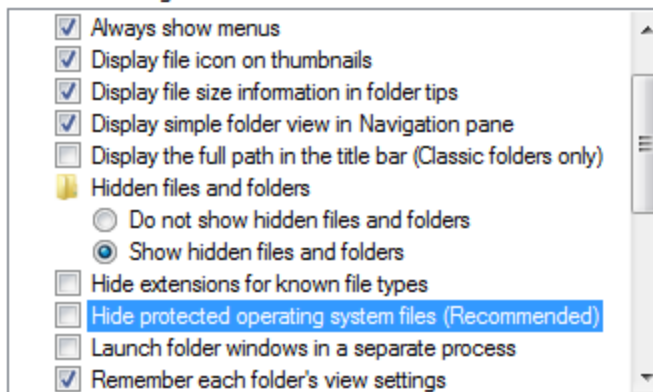 Always show menus
Display file icon on thumbnails
Display file size information in folder tips
Display simple folder view in Navigation pane
Display the full path in the title bar (Classic folders only)
Hidden files and folders
Do not show hidden files and folders
Show hidden files and folders
Hide extensions for known file types
Hide protected operating system files (Recommended)
Launch folder windows in a separate process
Remember each folder's view settings